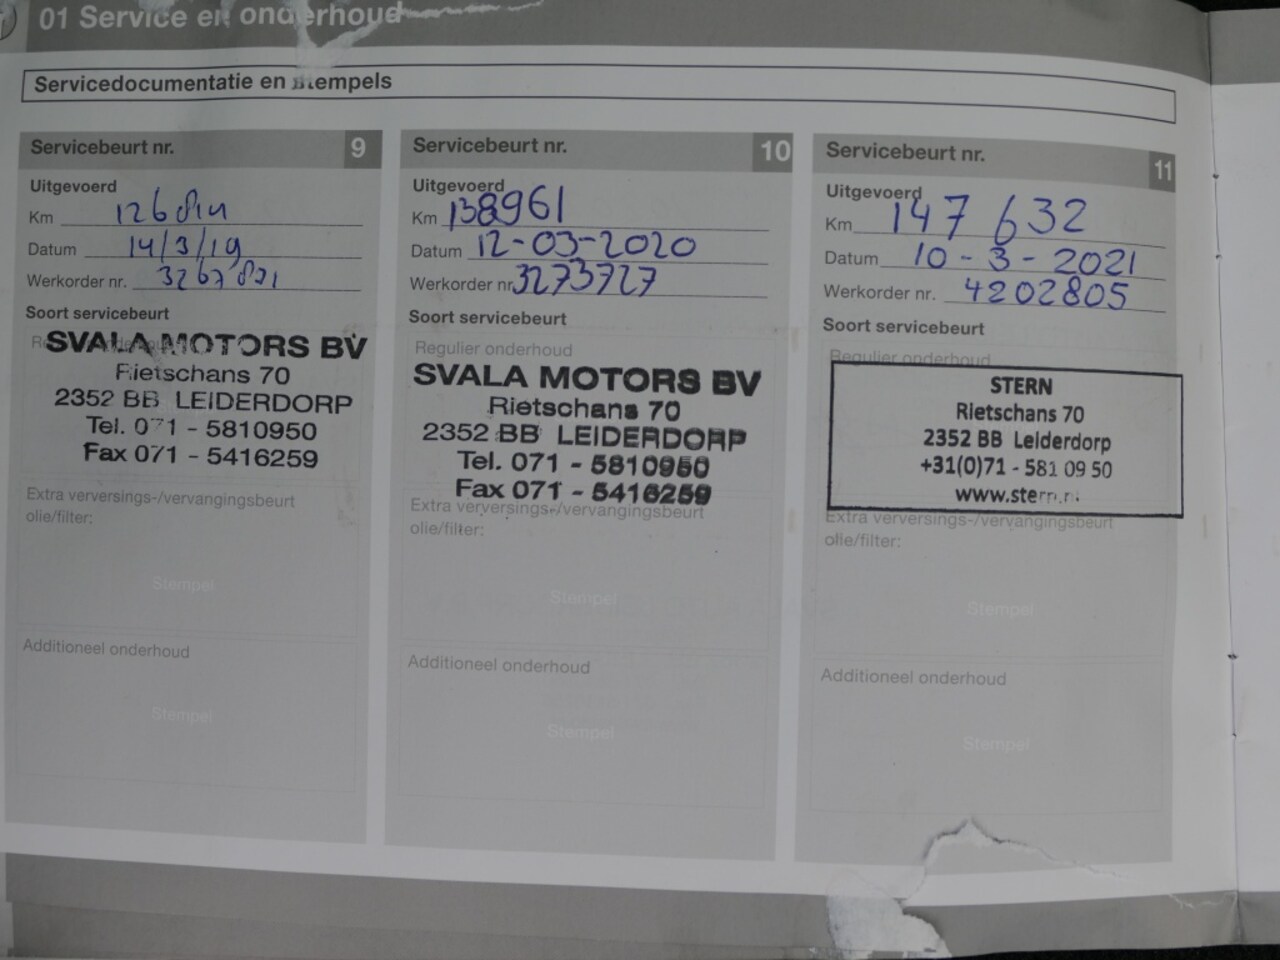 01 Service en onderhoud
Servicedocumentatie en stempels
Servicebeurt nr. 9
Uitgevoerd
Km
Datum 14/3/19
Werkorder nr.
Soort servicebeurt
SVALA MOTORS BV
Rietschans 70
2352 BB LEIDERDORP
Tel. 071 - 5810950
Fax 071 - 5416259
Extra verversings-/vervangingsbeurt
olie/filter:
Stempel
Additioneel onderhoud
Stempel
Servicebeurt nr. 10
Uitgevoerd
Km 138961
Datum 12-03-2020
Werkorder nr. 3273727
Soort servicebeurt
Regulier onderhoud
SVALA MOTORS BV
Rietschans 70
2352 BB LEIDERDORP
Tel. 071 - 5810950
Fax 071 - 5416259
Extra verversings-/vervangingsbeurt
olie/filter:
Stempel
Additioneel onderhoud
Stempel
Servicebeurt nr. 11
Uitgevoerd
Km 147 632
Datum 10 - 3 - 2021
Werkorder nr. 4202805
Soort servicebeurt
Regulier onderhoud
STERN
Rietschans 70
2352 BB Leiderdorp
+31(0)71 - 581 09 50
www.stern.nl
Extra verversings-/vervangingsbeurt
olie/filter:
Stempel
Additioneel onderhoud
Stempel